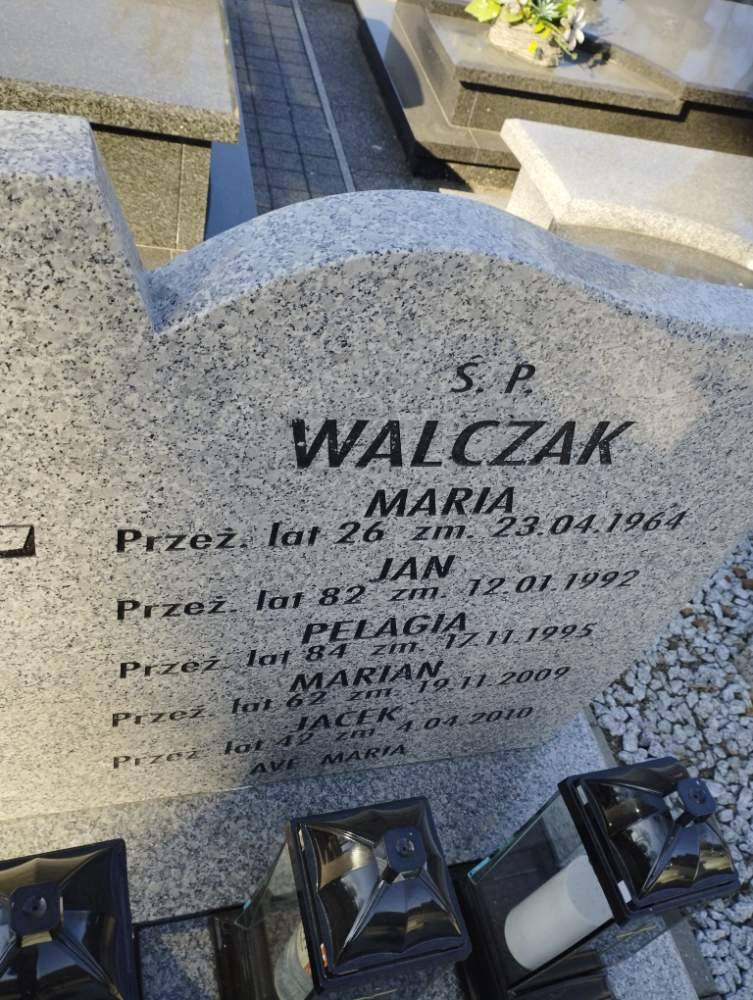 Ś. P.
WALCZAK
MARIA
Przeż. lat 26 zm. 23.04.1964
JAN
Przeż. lat 82 zm. 12.01.1992
PELAGIA
Przeż. lat 84 zm. 17.11.1995
MARIAN
Przeż. lat 62 zm. 19.11.2009
JACEK
Przeż lat 42 zm 4.04.2010
AVE MARIA